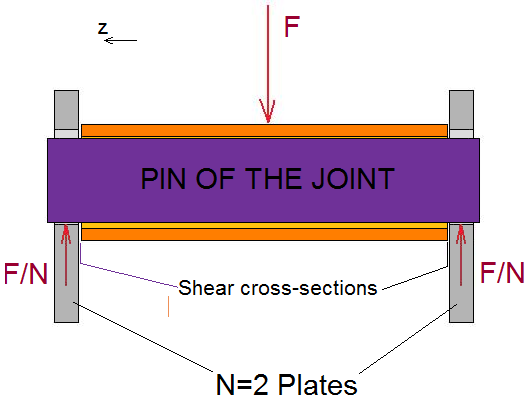 z
F
PIN OF THE JOINT
F/N
F/N
Shear cross-sections
N=2 Plates